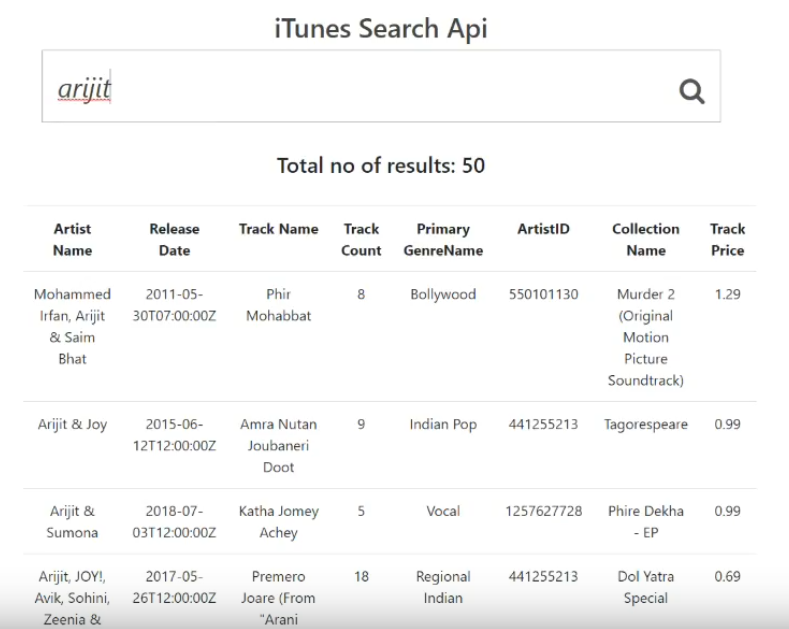 iTunes Search Api
arijit
Total no of results: 50
Artist Name Release Date Track Name Track Count Primary GenreName ArtistID Collection Name Track Price
Mohammed Irfan, Arijit & Saim Bhat 2011-05-30T07:00:00Z Phir Mohabbat 8 Bollywood 550101130 Murder 2 (Original Motion Picture Soundtrack) 1.29
Arijit & Joy 2015-06-12T12:00:00Z Amra Nutan Joubaneri Doot 9 Indian Pop 441255213 Tagorespeare 0.99
Arijit & Sumona 2018-07-03T12:00:00Z Katha Jomey Achey 5 Vocal 1257627728 Phire Dekha - EP 0.99
Arijit, JOY!, Avik, Sohini, Zeenia & 2017-05-26T12:00:00Z Premero Joare (From "Arani 18 Regional Indian 441255213 Dol Yatra Special 0.69